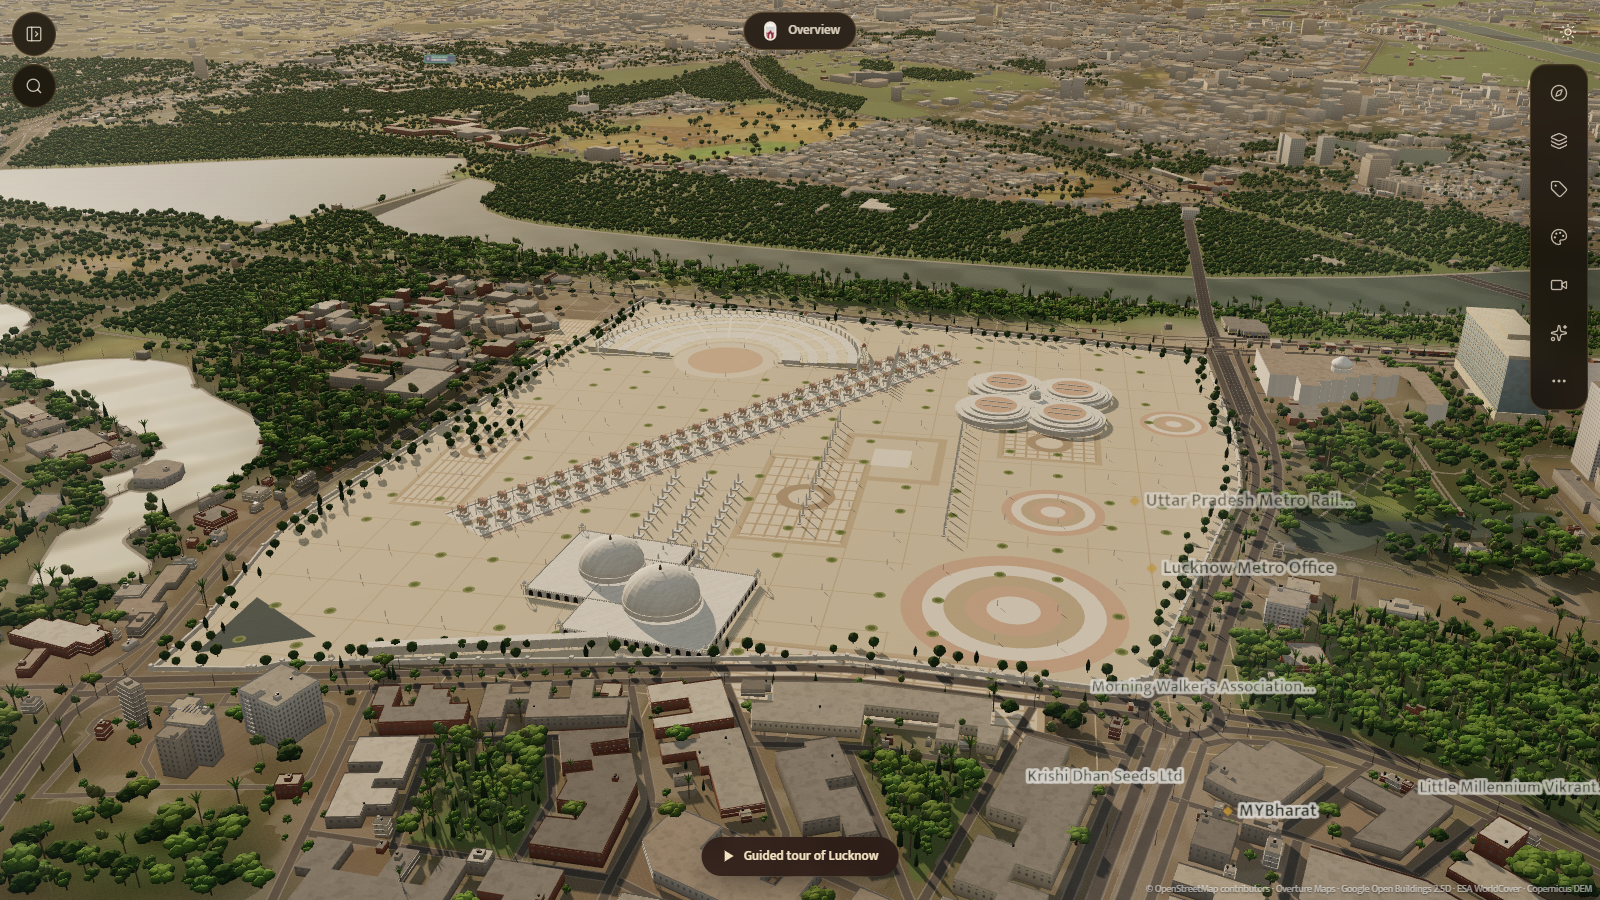 Overview
Uttar Pradesh Metro Rail...
Lucknow Metro Office
Morning Walker's Association...
Krishi Dhan Seeds Ltd
Little Millennium Vikrant
MYBharat
Guided tour of Lucknow
© OpenStreetMap contributors · Overture Maps · Google Open Buildings 2.5D · ESA WorldCover · Copernicus DEM